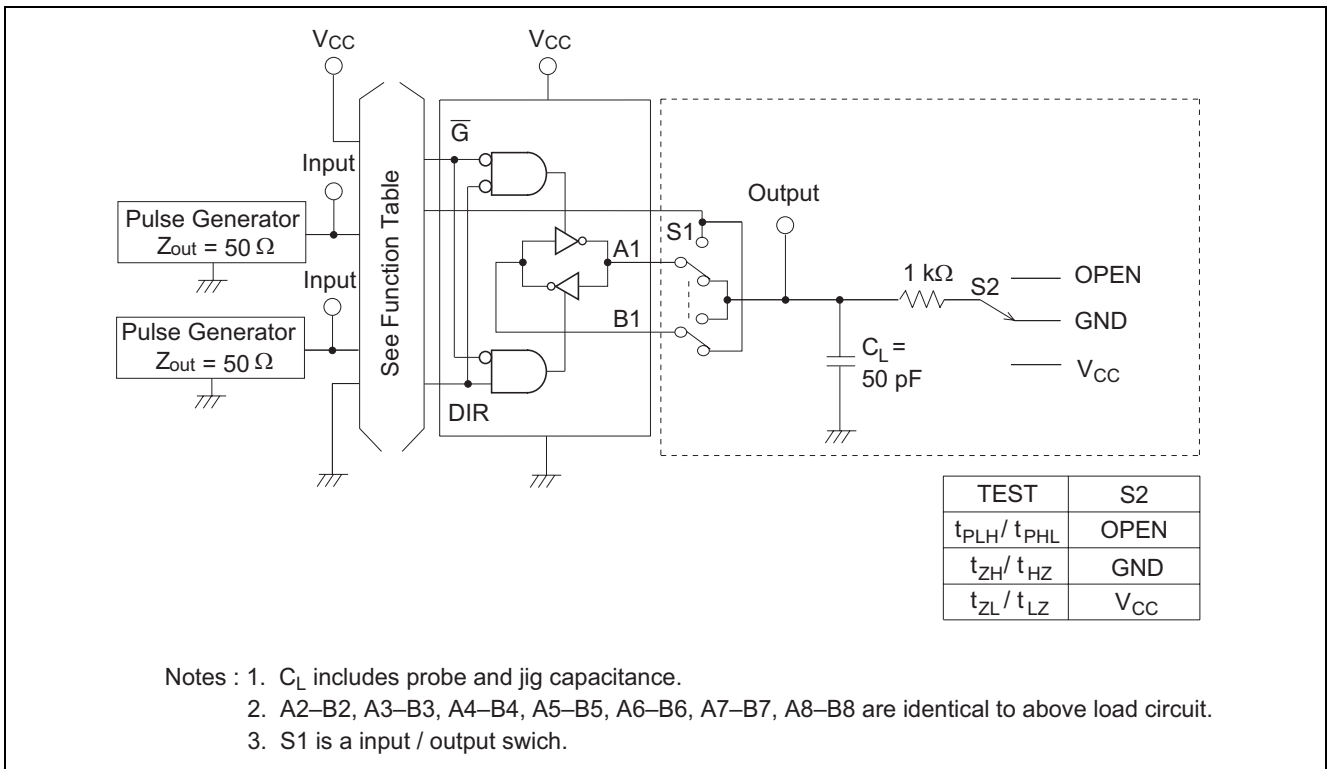 VCC
VCC
G̅
Input
Pulse Generator
Zout = 50 Ω
Input
Pulse Generator
Zout = 50 Ω
See Function Table
DIR
A1
B1
S1
Output
1 kΩ
S2
OPEN
GND
VCC
CL =
50 pF
TEST S2
tPLH / tPHL OPEN
tZH / tHZ GND
tZL / tLZ VCC
Notes : 1. CL includes probe and jig capacitance.
2. A2–B2, A3–B3, A4–B4, A5–B5, A6–B6, A7–B7, A8–B8 are identical to above load circuit.
3. S1 is a input / output swich.